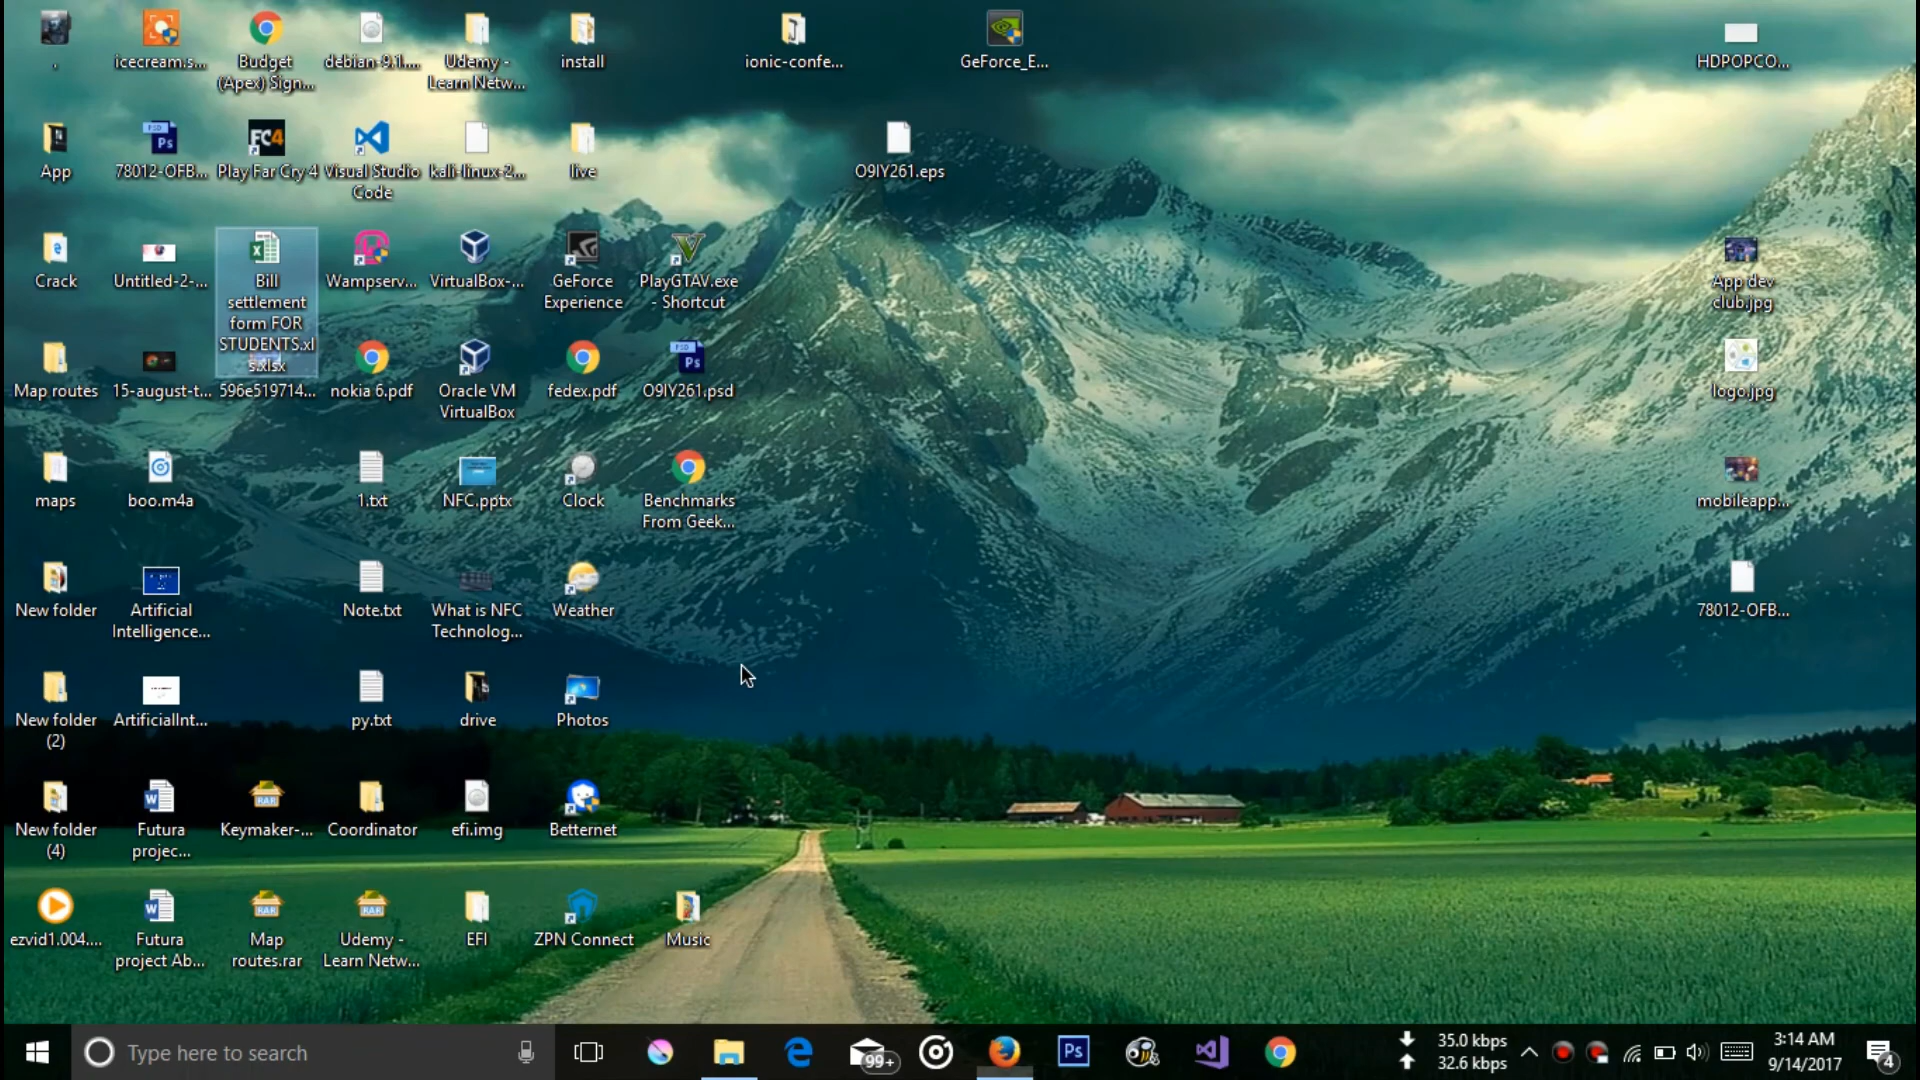 .
icecream.s...
Budget
(Apex) Sign...
debian-9.1....
Udemy -
Learn Netw...
install
ionic-confe...
GeForce_E...
HDPOPCO...
App
78012-OFB...
Play Far Cry 4
Visual Studio
Code
kali-linux-2...
live
O9IY261.eps
Crack
Untitled-2-...
Bill
settlement
form FOR
STUDENTS.xl
s.xlsx
Wampserv...
VirtualBox-...
GeForce
Experience
PlayGTAV.exe
- Shortcut
App dev
club.jpg
Map routes
15-august-t...
596e519714...
nokia 6.pdf
Oracle VM
VirtualBox
fedex.pdf
O9IY261.psd
logo.jpg
maps
boo.m4a
1.txt
NFC.pptx
Clock
Benchmarks
From Geek...
mobileapp...
New folder
Artificial
Intelligence...
Note.txt
What is NFC
Technolog...
Weather
78012-OFB...
New folder
(2)
ArtificialInt...
py.txt
drive
Photos
New folder
(4)
Futura
projec...
Keymaker-...
Coordinator
efi.img
Betternet
ezvid1.004....
Futura
project Ab...
Map
routes.rar
Udemy -
Learn Netw...
EFI
ZPN Connect
Music
Type here to search
99+
Ps
35.0 kbps
32.6 kbps
3:14 AM
9/14/2017
4